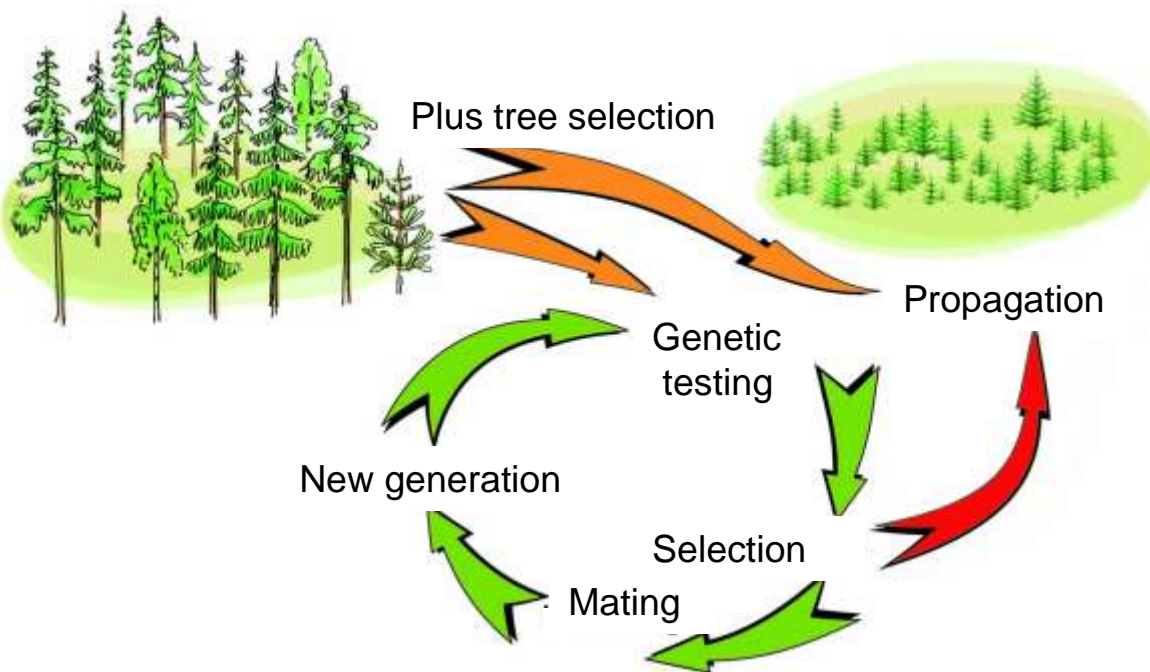 Plus tree selection
Propagation
Genetic
testing
New generation
Selection
Mating